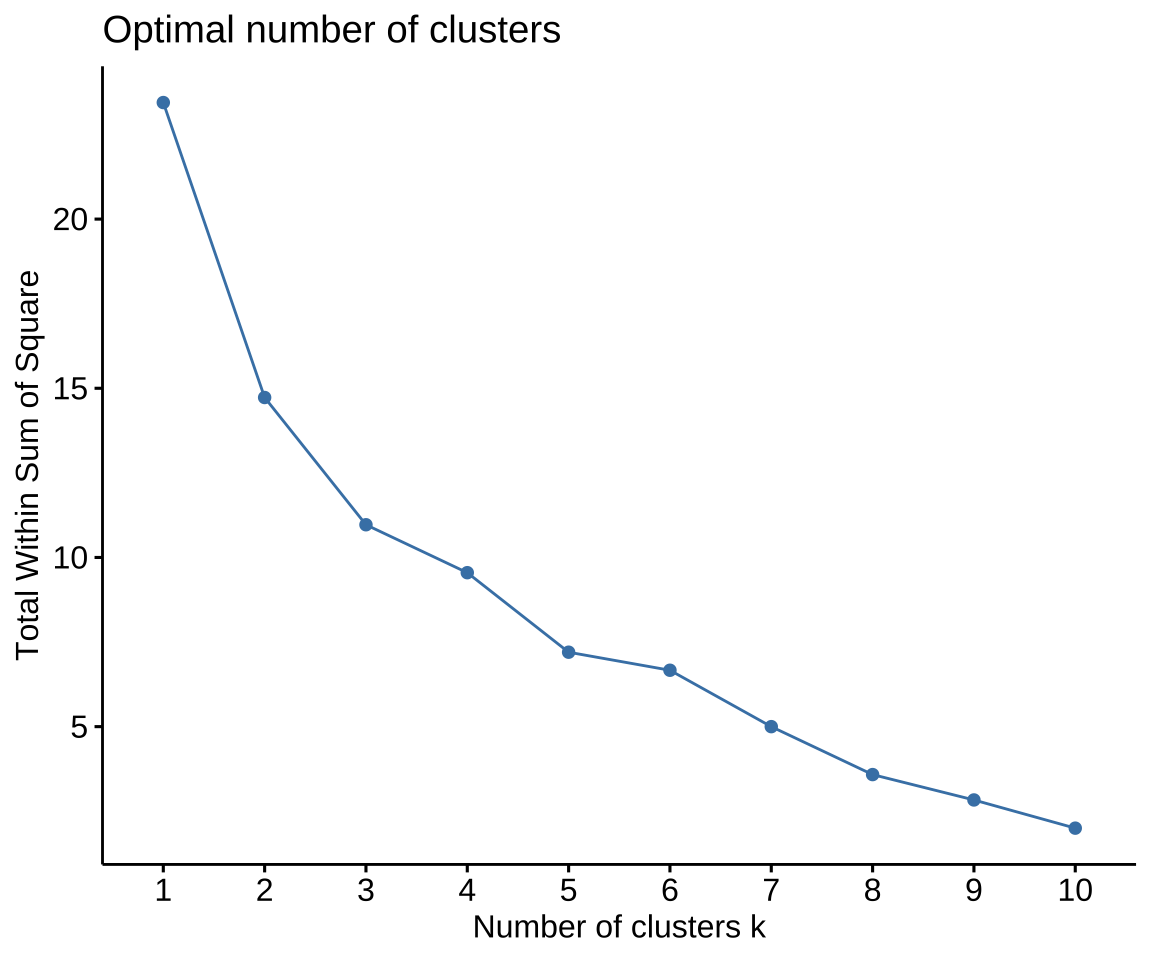 Optimal number of clusters
Total Within Sum of Square
20
15
10
5
1 2 3 4 5 6 7 8 9 10
Number of clusters k